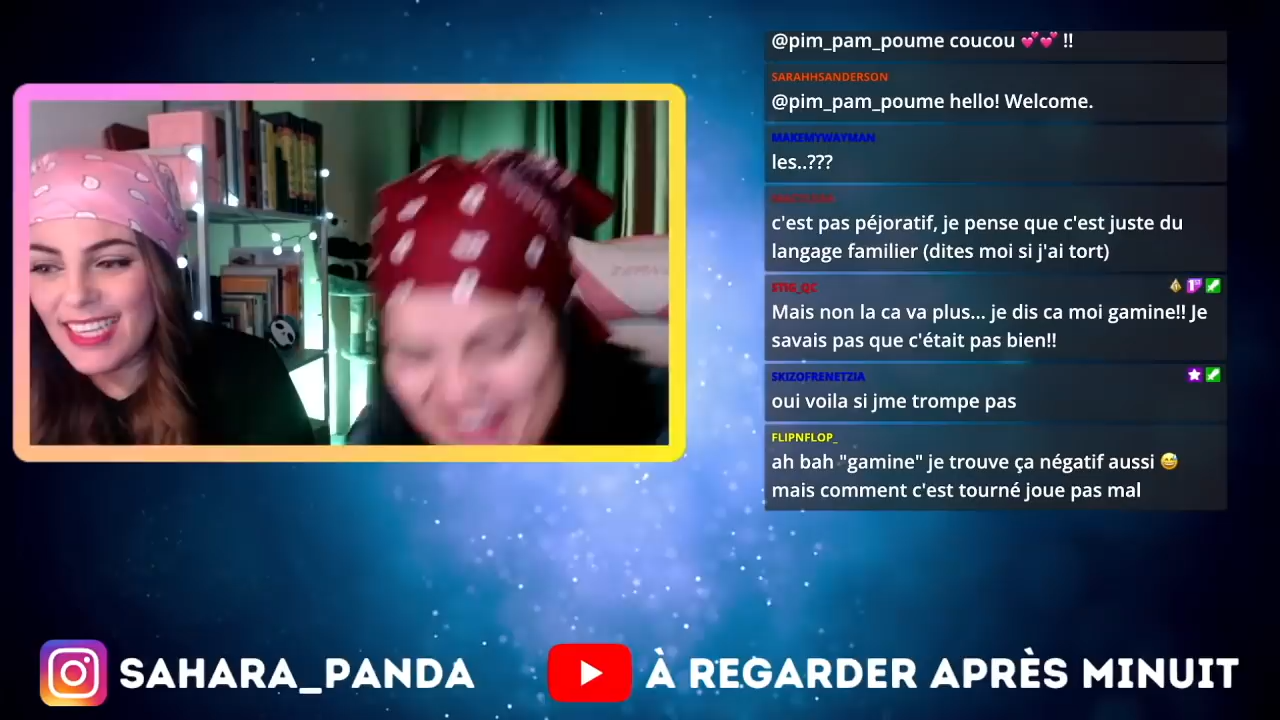 @pim_pam_poume coucou 💕💕 !!
SARAHHSANDERSON
@pim_pam_poume hello! Welcome.
MAKEMYWAYMAN
les..???
c'est pas péjoratif, je pense que c'est juste du
langage familier (dites moi si j'ai tort)
ETIG_QC
Mais non la ca va plus... je dis ca moi gamine!! Je
savais pas que c'était pas bien!!
SKIZOFRENETZIA
oui voila si jme trompe pas
FLIPNFLOP_
ah bah "gamine" je trouve ça négatif aussi 😅
mais comment c'est tourné joue pas mal
SAHARA_PANDA
À REGARDER APRÈS MINUIT